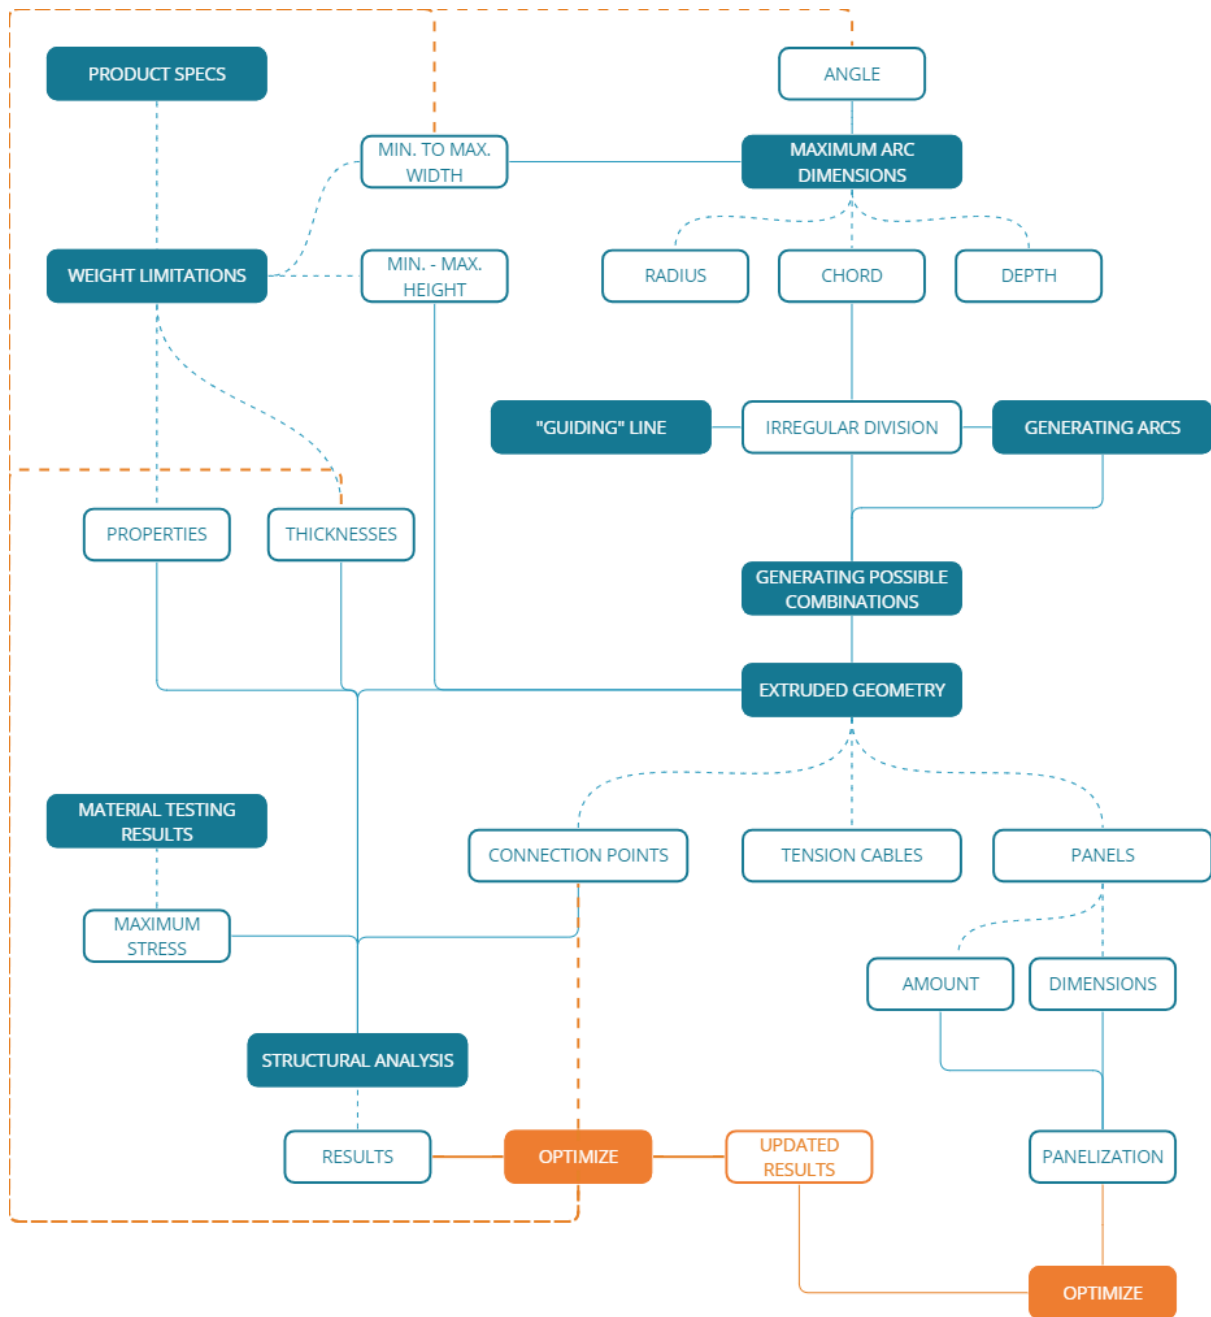 PRODUCT SPECS
ANGLE
MIN. TO MAX.
WIDTH
MAXIMUM ARC
DIMENSIONS
WEIGHT LIMITATIONS
MIN. - MAX.
HEIGHT
RADIUS
CHORD
DEPTH
"GUIDING" LINE
IRREGULAR DIVISION
GENERATING ARCS
PROPERTIES
THICKNESSES
GENERATING POSSIBLE
COMBINATIONS
EXTRUDED GEOMETRY
MATERIAL TESTING
RESULTS
CONNECTION POINTS
TENSION CABLES
PANELS
MAXIMUM
STRESS
AMOUNT
DIMENSIONS
STRUCTURAL ANALYSIS
RESULTS
OPTIMIZE
UPDATED
RESULTS
PANELIZATION
OPTIMIZE